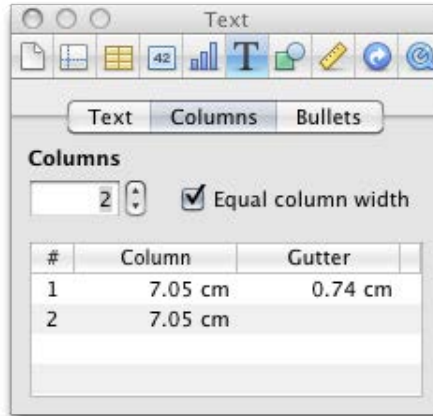 Text
42 T
Text Columns Bullets
Columns
2 Equal column width
# Column Gutter
1 7.05 cm 0.74 cm
2 7.05 cm